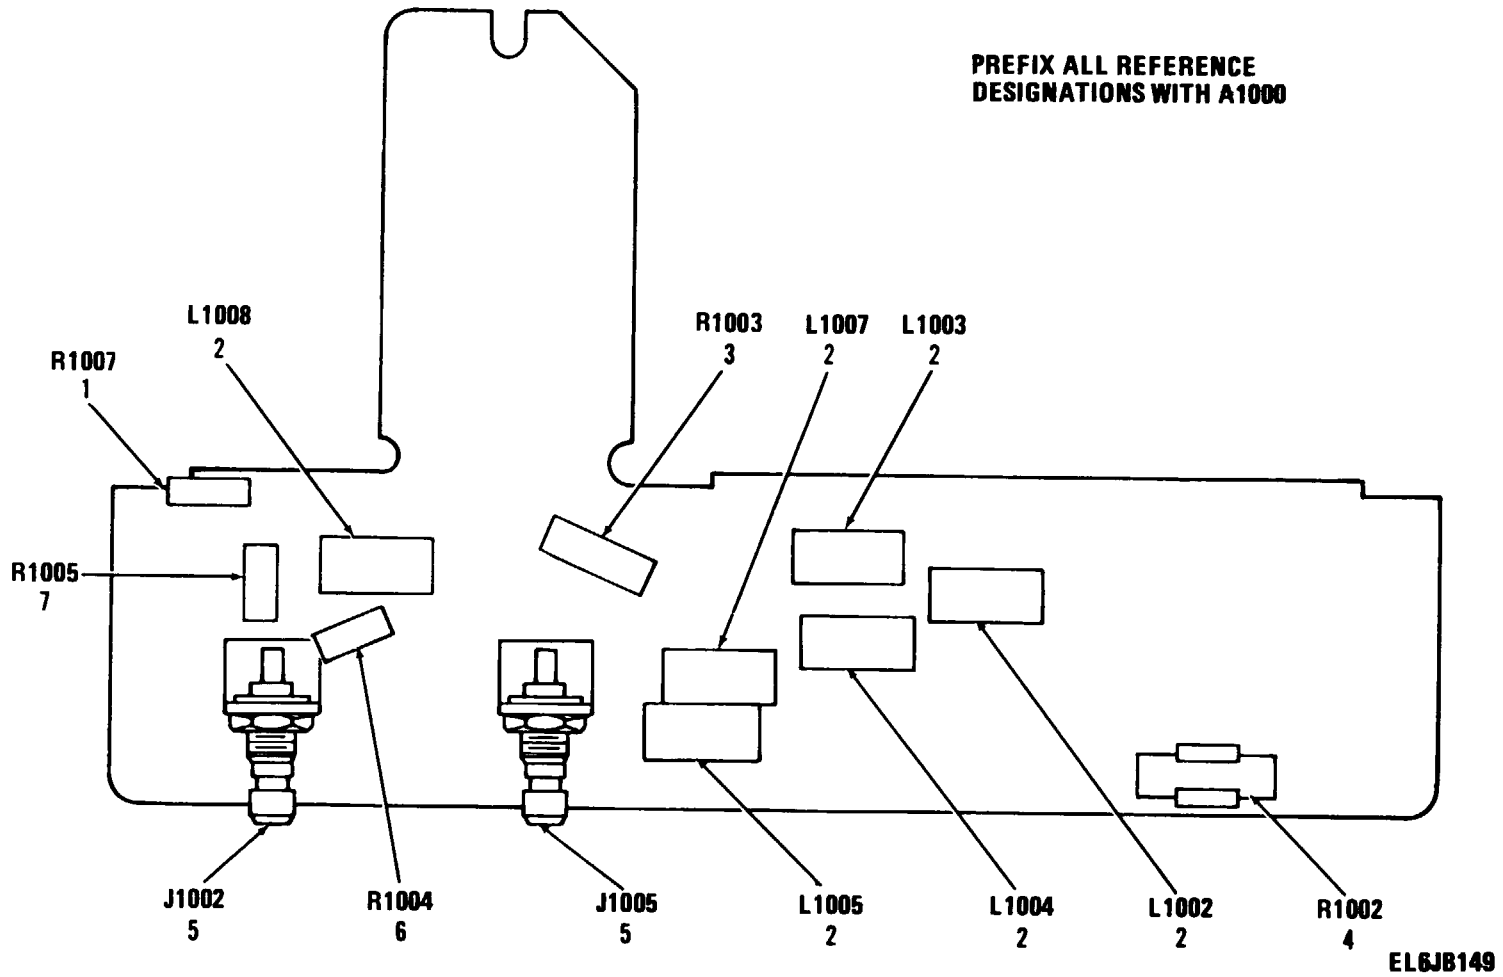 PREFIX ALL REFERENCE
DESIGNATIONS WITH A1000
L1008
2
R1003
3
L1007
2
L1003
2
R1007
1
R1005
7
J1002
5
R1004
6
J1005
5
L1005
2
L1004
2
L1002
2
R1002
4
EL6JB149